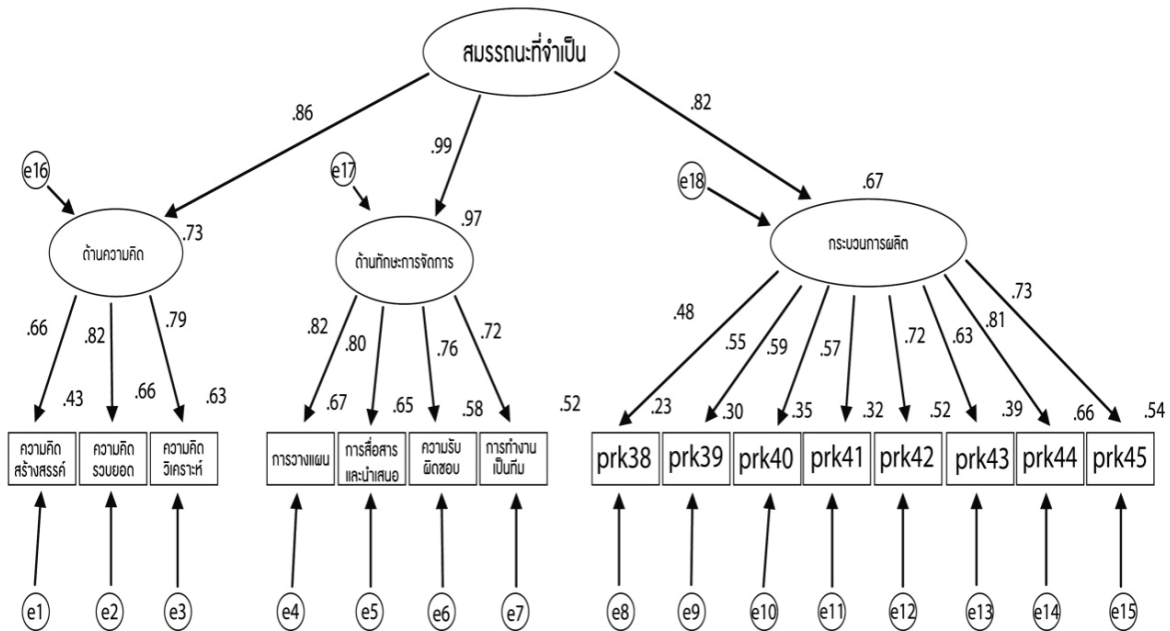 สมรรถนะที่จำเป็น
.86
.99
.82
e16
e17
e18
.67
.73
.97
ด้านความคิด
ด้านทักษะการจัดการ
กระบวนการผลิต
.66
.82
.79
.82
.80
.76
.72
.48
.55
.59
.57
.72
.63
.81
.73
.43
.66
.63
.67
.65
.58
.52
.23
.30
.35
.32
.52
.39
.66
.54
ความคิด
สร้างสรรค์
ความคิด
รวบยอด
ความคิด
วิเคราะห์
การวางแผน
การสื่อสาร
และนำเสนอ
ความรับ
ผิดชอบ
การทำงาน
เป็นทีม
prk38
prk39
prk40
prk41
prk42
prk43
prk44
prk45
e1
e2
e3
e4
e5
e6
e7
e8
e9
e10
e11
e12
e13
e14
e15